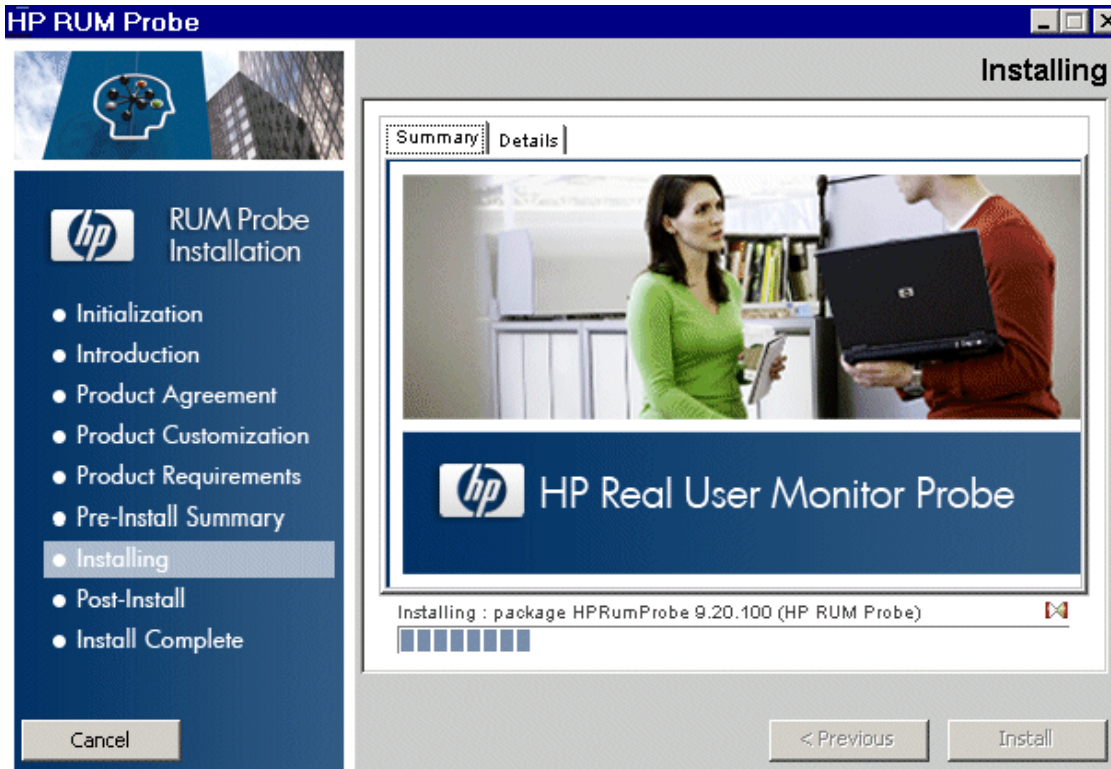 HP RUM Probe
Installing
hp
RUM Probe
Installation
Initialization
Introduction
Product Agreement
Product Customization
Product Requirements
Pre-Install Summary
Installing
Post-Install
Install Complete
Cancel
Summary
Details
hp
HP Real User Monitor Probe
Installing : package HPRumProbe 9.20.100 (HP RUM Probe)
< Previous
Install